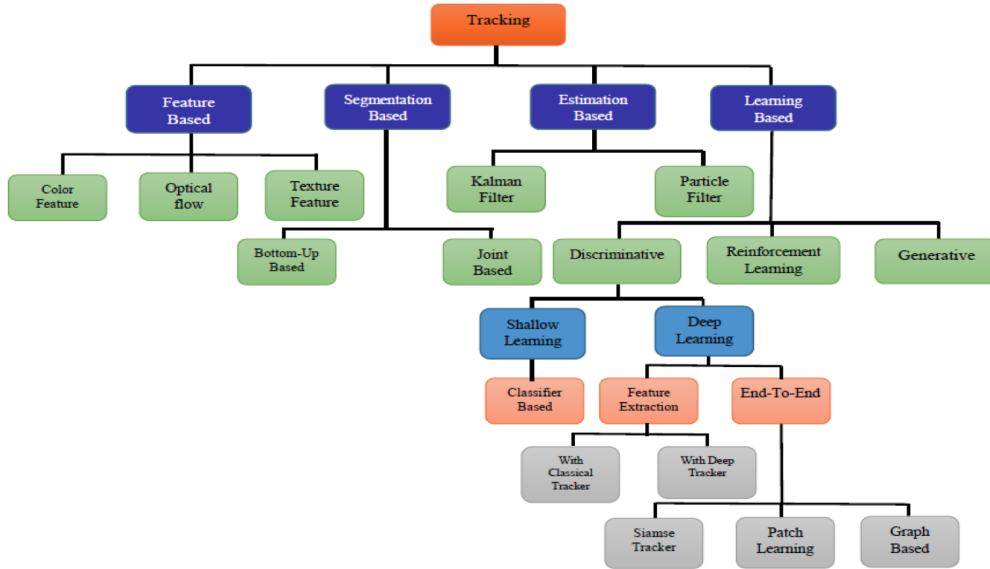 Tracking
Feature
Based
Segmentation
Based
Estimation
Based
Learning
Based
Color
Feature
Optical
flow
Texture
Feature
Kalman
Filter
Particle
Filter
Bottom-Up
Based
Joint
Based
Discriminative
Reinforcement
Learning
Generative
Shallow
Learning
Deep
Learning
Classifier
Based
Feature
Extraction
End-To-End
With
Classical
Tracker
With Deep
Tracker
Siamse
Tracker
Patch
Learning
Graph
Based